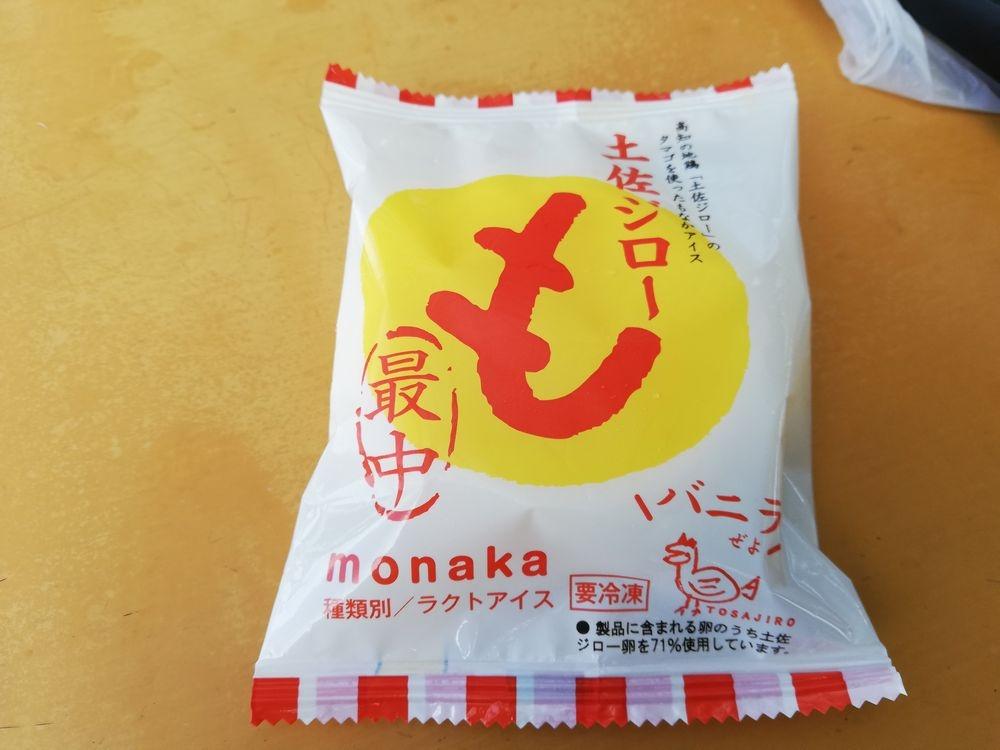 高知の地鶏「土佐ジロー」の
タマゴを使ったもなかアイス
土佐ジロー
も
最中
バニラ
ぜよ
monaka
種類別／ラクトアイス
要冷凍
TOSAJIRO
● 製品に含まれる卵のうち土佐
ジロー卵を71%使用しています。